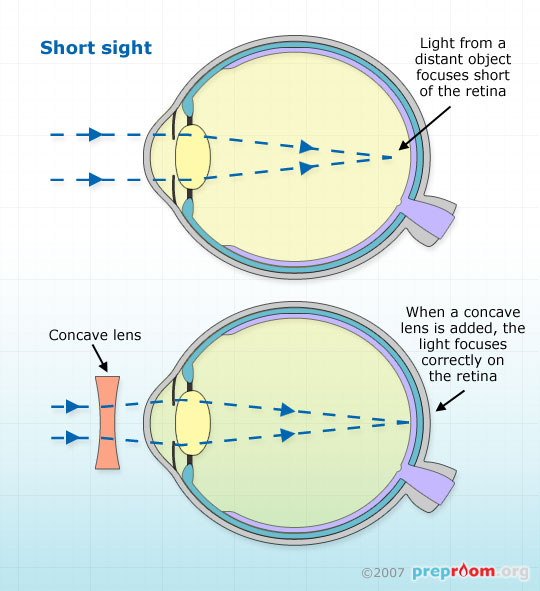 Short sight
Light from a
distant object
focuses short
of the retina
Concave lens
When a concave
lens is added, the
light focuses
correctly on
the retina
©2007 preproom.org